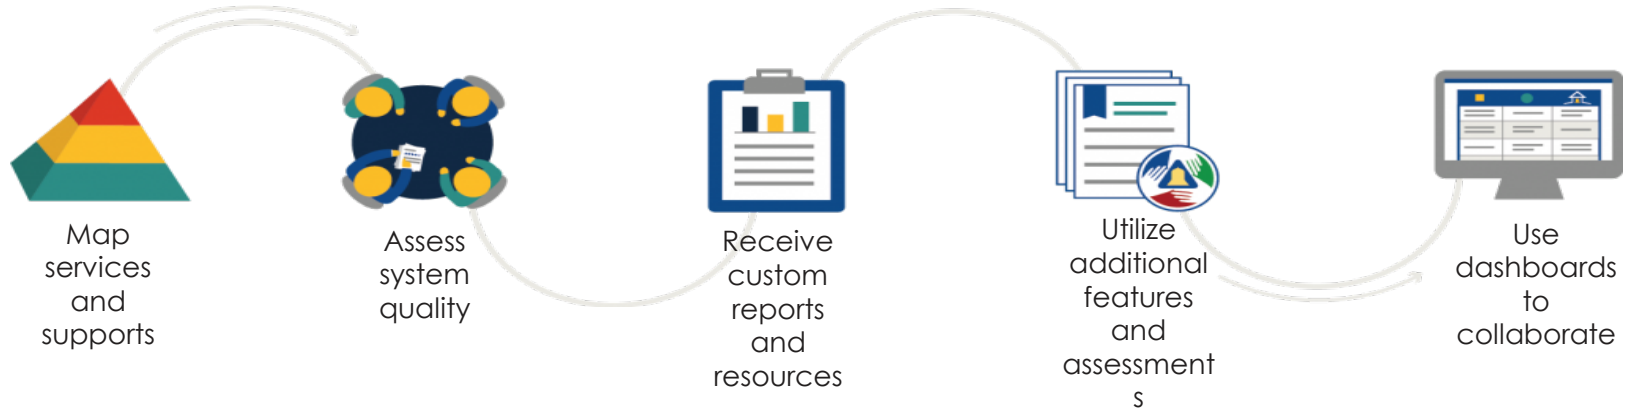 Map
services
and
supports
Assess
system
quality
Receive
custom
reports
and
resources
Utilize
additional
features
and
assessment
s
Use
dashboards
to
collaborate